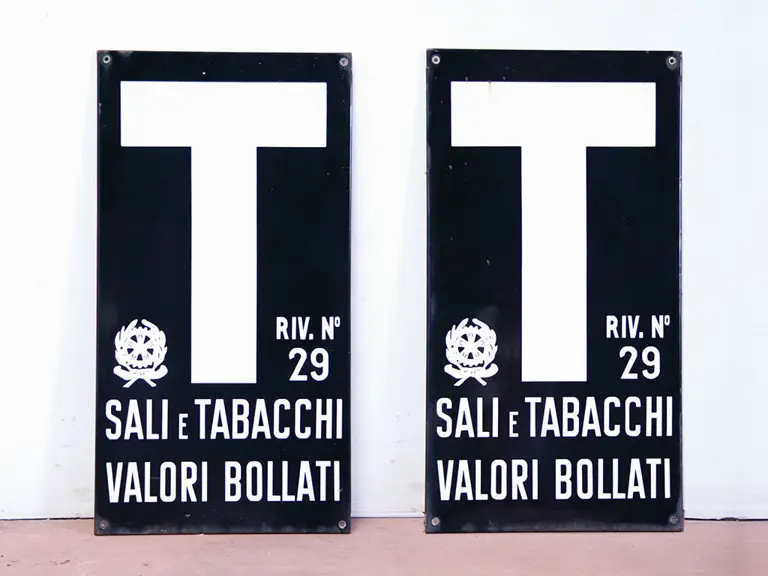 T
RIV. Nº
29
SALI E TABACCHI
VALORI BOLLATI
T
RIV. Nº
29
SALI E TABACCHI
VALORI BOLLATI